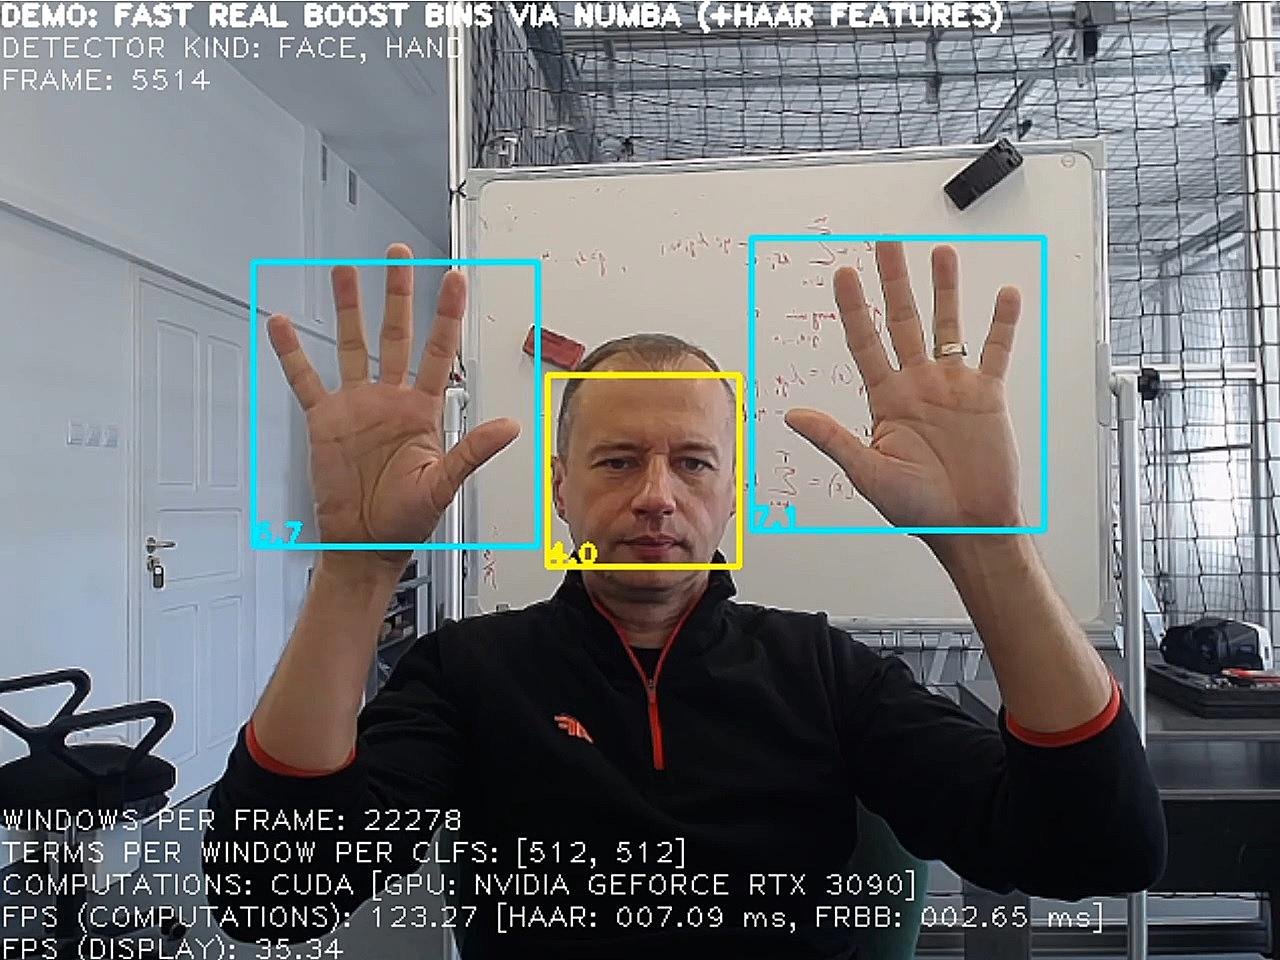 DEMO: FAST REAL BOOST BINS VIA NUMBA (+HAAR FEATURES)
DETECTOR KIND: FACE, HAND
FRAME: 5514
7.1
4.0
WINDOWS PER FRAME: 22278
TERMS PER WINDOW PER CLFS: [512, 512]
COMPUTATIONS: CUDA [GPU: NVIDIA GEFORCE RTX 3090]
FPS (COMPUTATIONS): 123.27 [HAAR: 007.09 ms, FRBB: 002.65 ms]
FPS (DISPLAY): 35.34